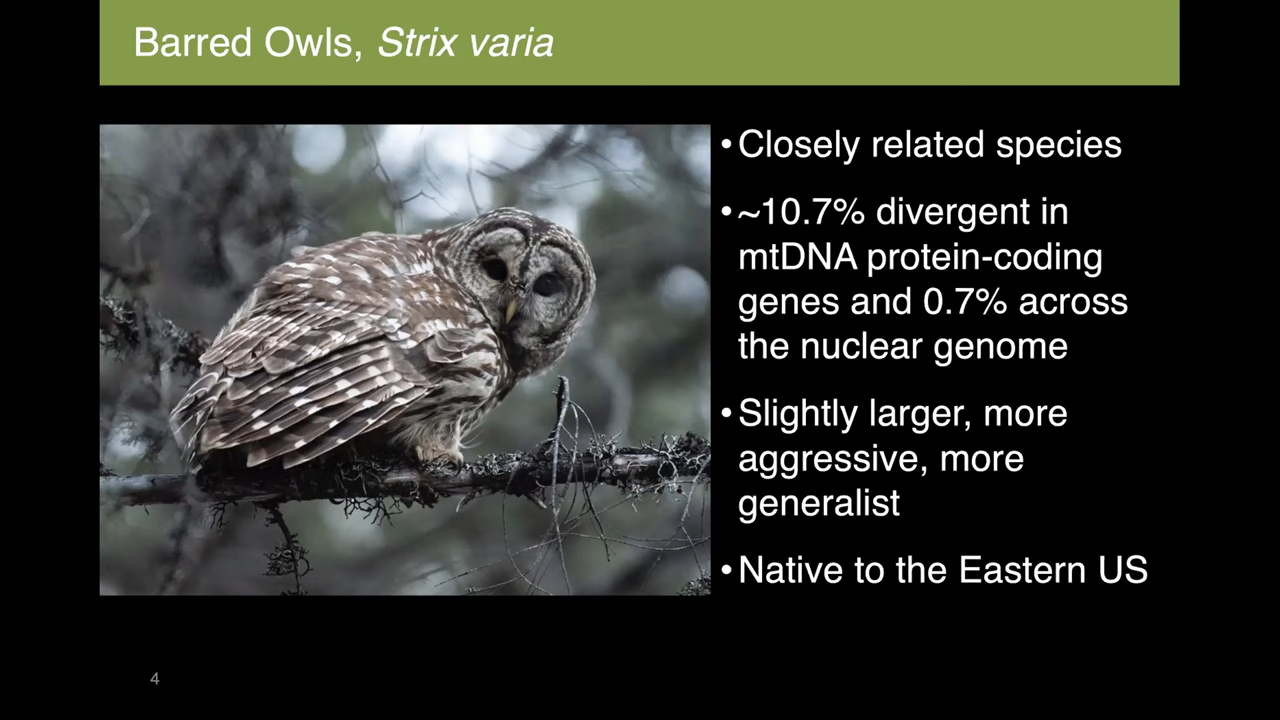 Barred Owls, Strix varia
•Closely related species
•~10.7% divergent in
mtDNA protein-coding
genes and 0.7% across
the nuclear genome
•Slightly larger, more
aggressive, more
generalist
•Native to the Eastern US
4